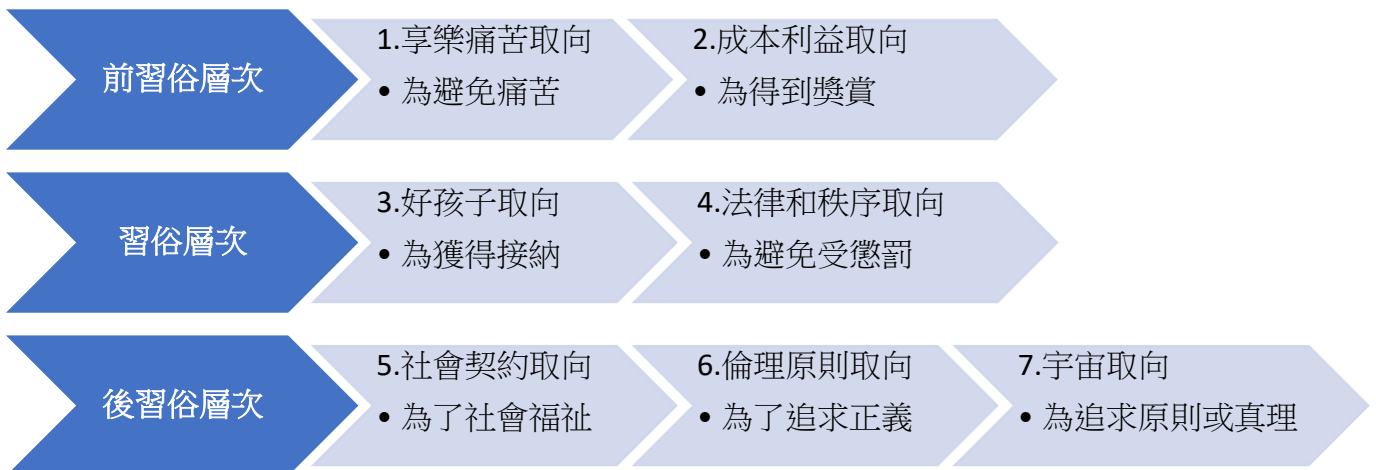 前習俗層次
1.享樂痛苦取向
• 為避免痛苦
2.成本利益取向
• 為得到獎賞
習俗層次
3.好孩子取向
• 為獲得接納
4.法律和秩序取向
• 為避免受懲罰
後習俗層次
5.社會契約取向
• 為了社會福祉
6.倫理原則取向
• 為了追求正義
7.宇宙取向
• 為追求原則或真理